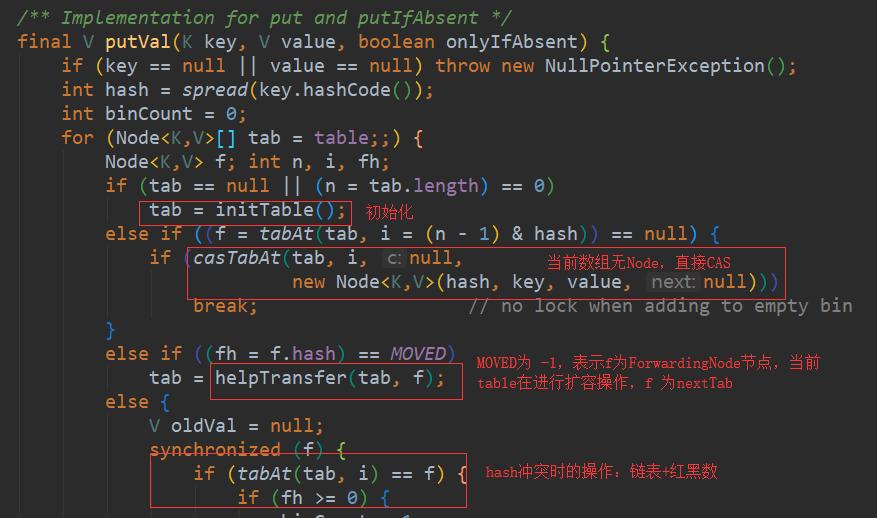 /** Implementation for put and putIfAbsent */
final V putVal(K key, V value, boolean onlyIfAbsent) {
if (key == null || value == null) throw new NullPointerException();
int hash = spread(key.hashCode());
int binCount = 0;
for (Node<K,V>[] tab = table;;) {
Node<K,V> f; int n, i, fh;
if (tab == null || (n = tab.length) == 0)
tab = initTable(); 初始化
else if ((f = tabAt(tab, i = (n - 1) & hash)) == null) {
if (casTabAt(tab, i, c: null, 当前数组无Node，直接CAS
new Node<K,V>(hash, key, value, next: null)))
break; // no lock when adding to empty bin
}
else if ((fh = f.hash) == MOVED)
tab = helpTransfer(tab, f);
MOVED为 -1，表示f为ForwardingNode节点，当前
table在进行扩容操作，f 为nextTab
else {
V oldVal = null;
synchronized (f) {
if (tabAt(tab, i) == f) { hash冲突时的操作：链表+红黑数
if (fh >= 0) {